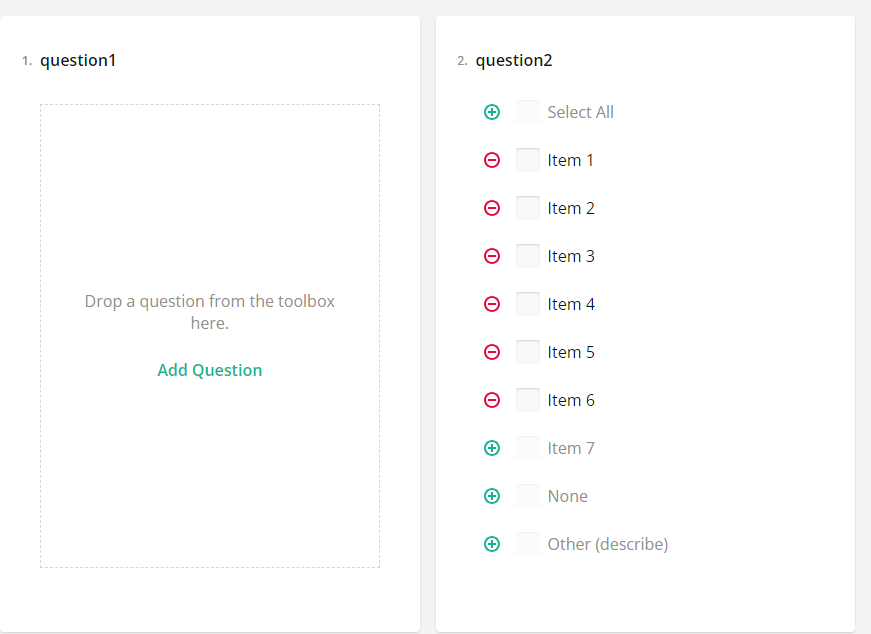 1. question1
Drop a question from the toolbox
here.
Add Question
2. question2
Select All
Item 1
Item 2
Item 3
Item 4
Item 5
Item 6
Item 7
None
Other (describe)